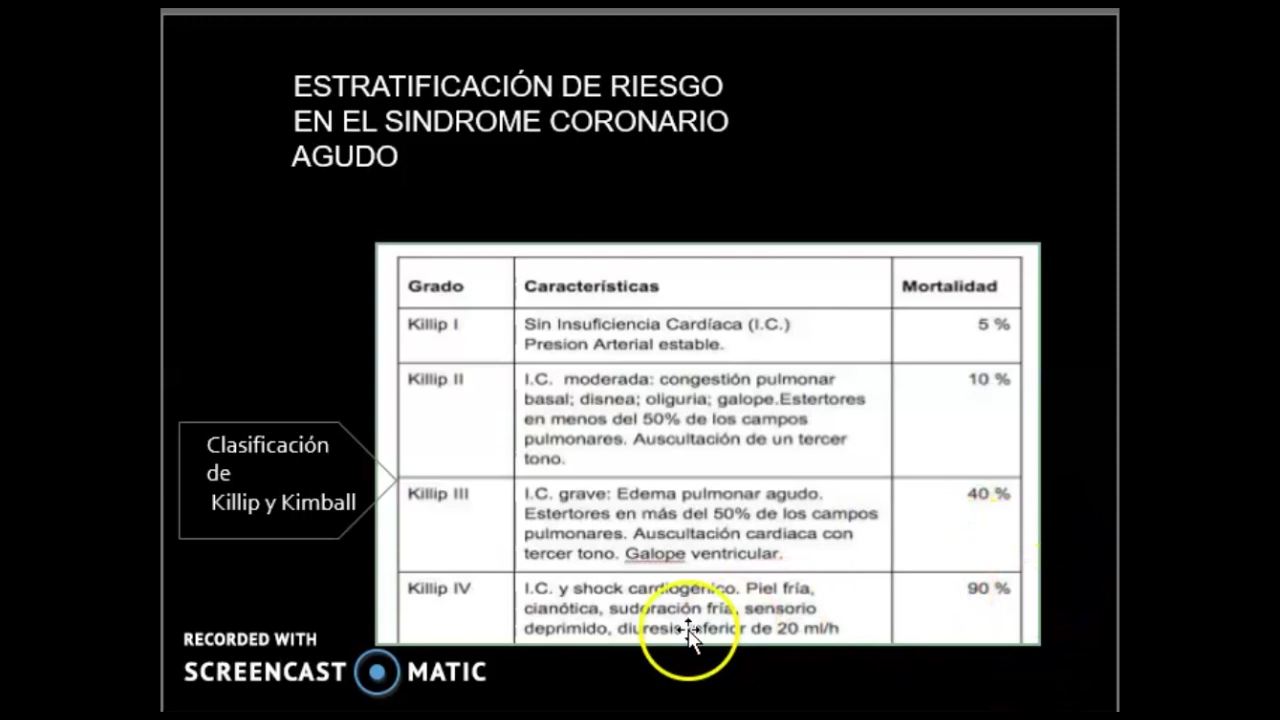 ESTRATIFICACIÓN DE RIESGO
EN EL SINDROME CORONARIO
AGUDO
Grado Características Mortalidad
Killip I Sin Insuficiencia Cardíaca (I.C.) 5 %
Presion Arterial estable.
Killip II I.C. moderada: congestión pulmonar 10 %
basal; disnea; oliguria; galope.Estertores
en menos del 50% de los campos
pulmonares. Auscultación de un tercer
tono.
Killip III I.C. grave: Edema pulmonar agudo. 40 %
Estertores en más del 50% de los campos
pulmonares. Auscultación cardiaca con
tercer tono. Galope ventricular.
Killip IV I.C. y shock cardiogénico. Piel fría, 90 %
cianótica, sudoración fría, sensorio
deprimido, diuresis inferior de 20 ml/h
Clasificación
de
Killip y Kimball
RECORDED WITH
SCREENCAST MATIC